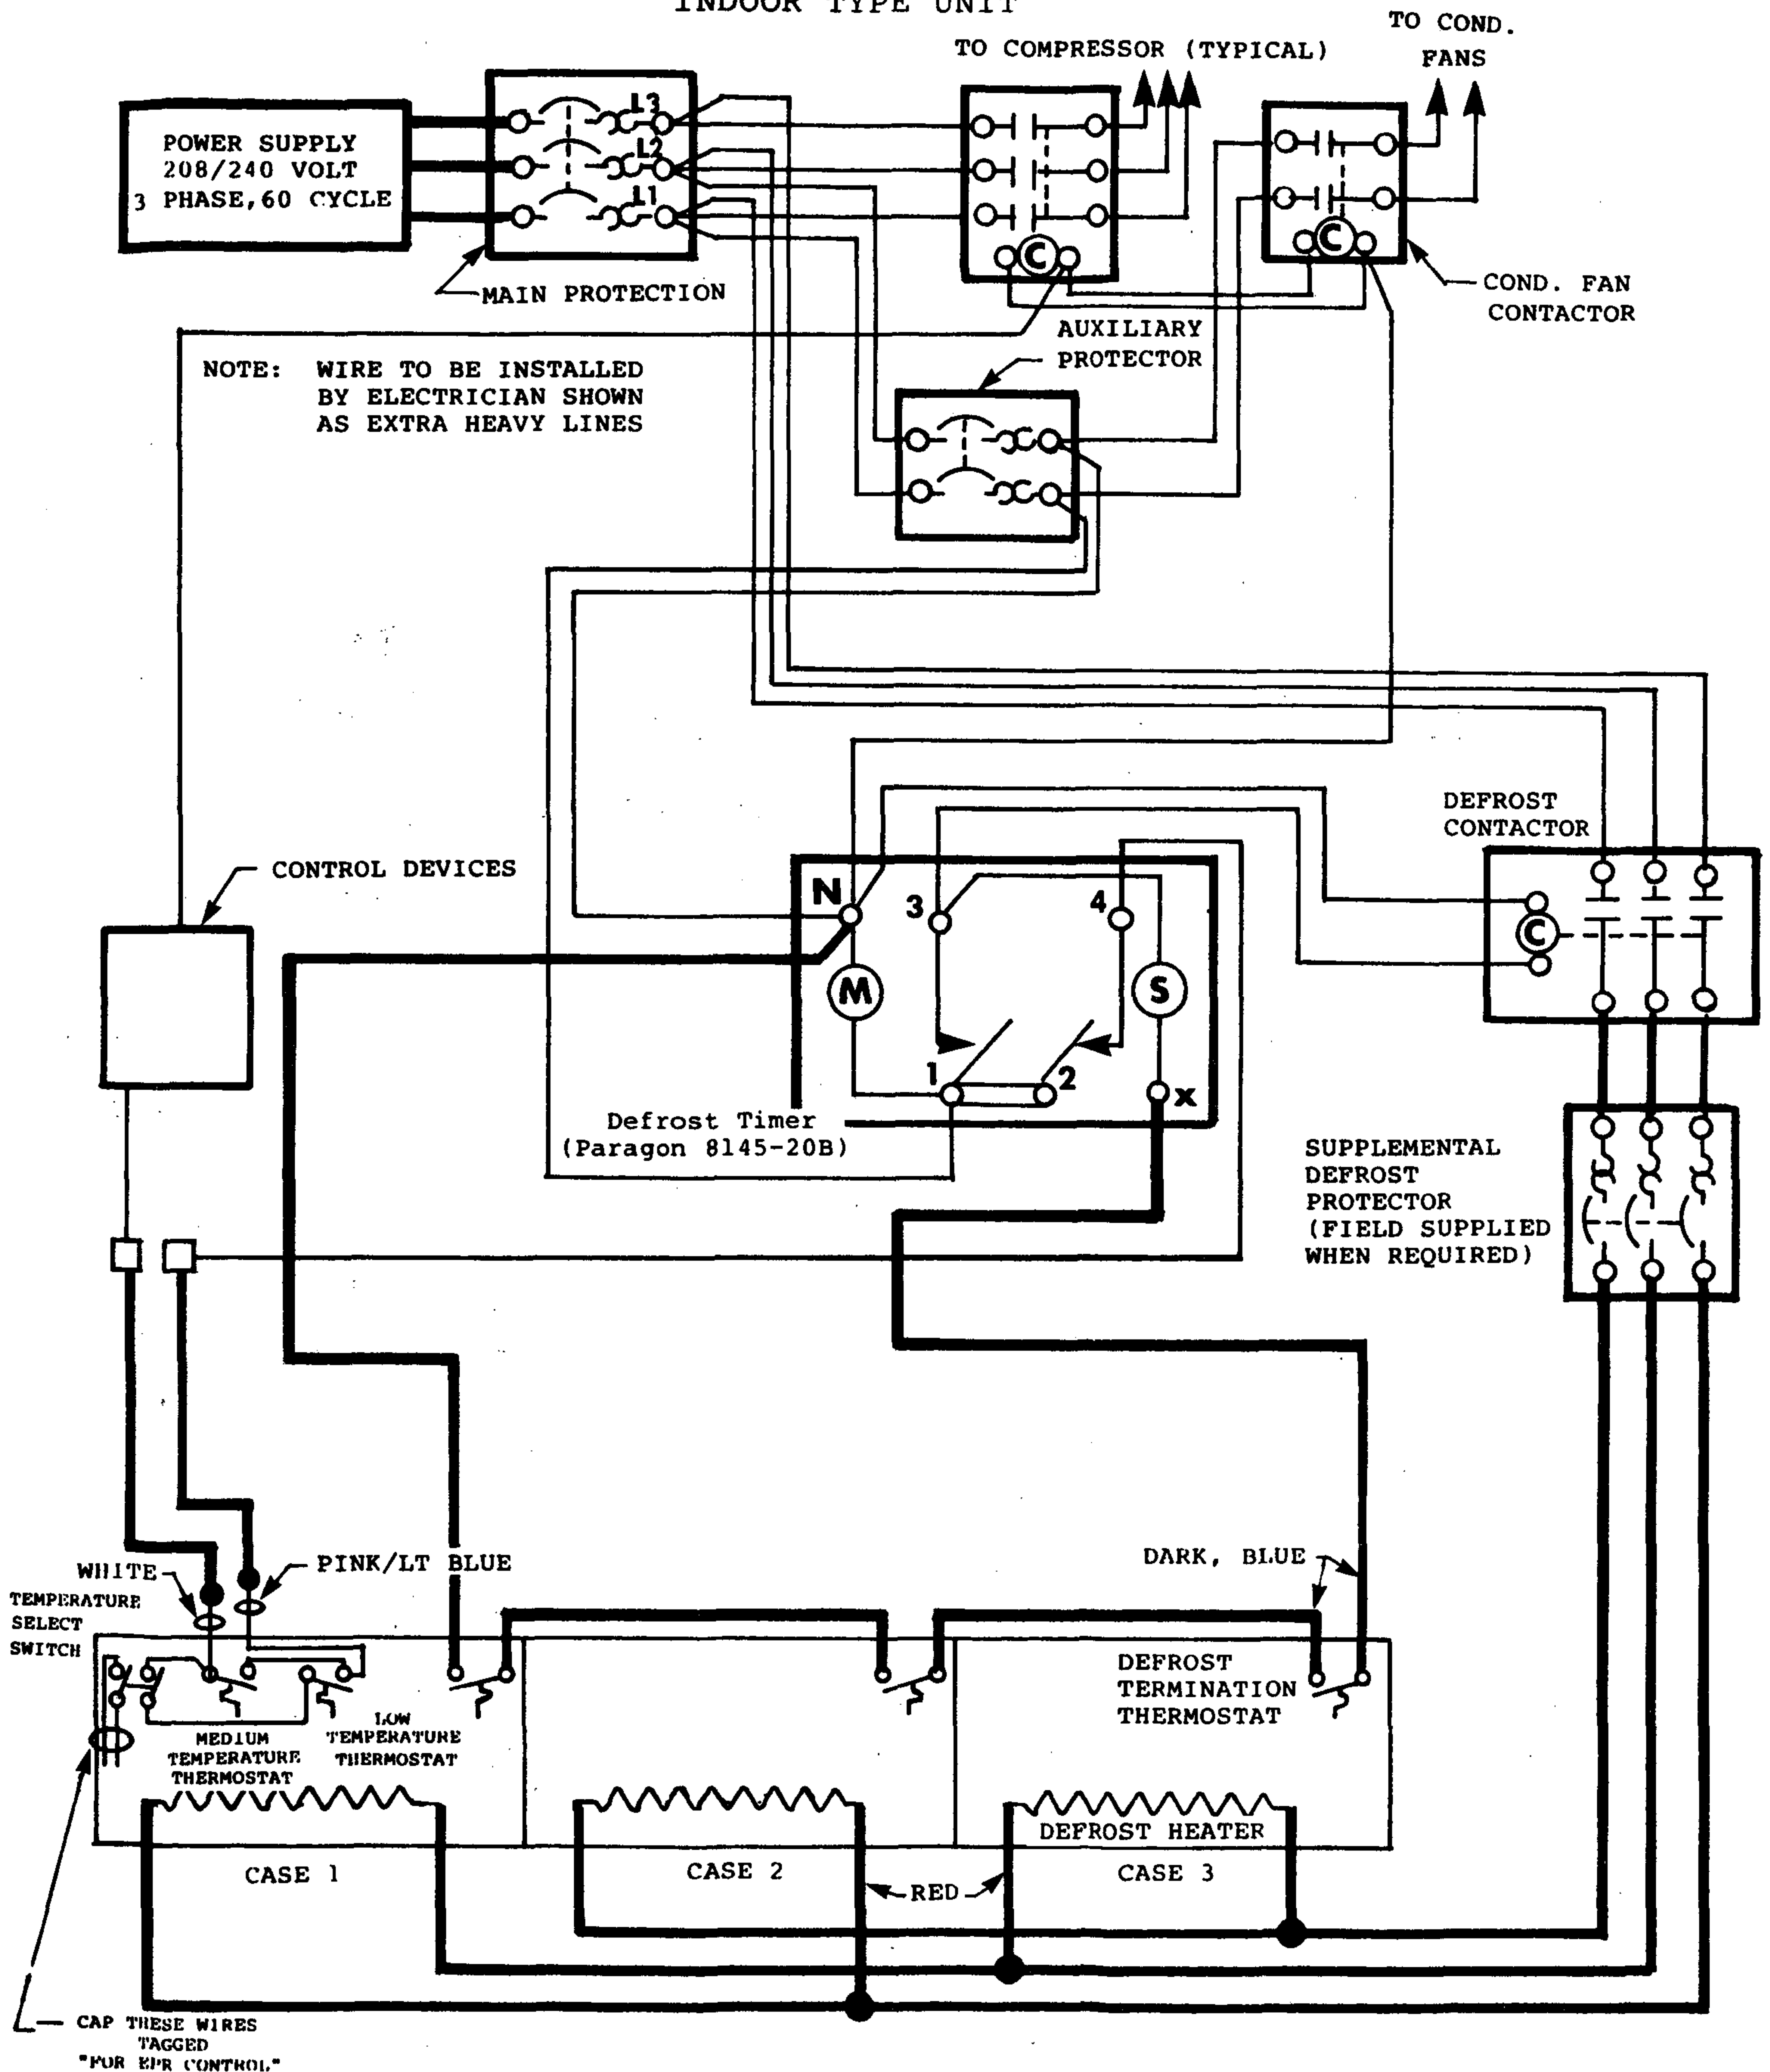 INDOOR TYPE UNIT
TO COND.
FANS
TO COMPRESSOR (TYPICAL)
POWER SUPPLY
208/240 VOLT
3 PHASE, 60 CYCLE
L3
L2
L1
C
C
MAIN PROTECTION
COND. FAN
CONTACTOR
AUXILIARY
PROTECTOR
NOTE: WIRE TO BE INSTALLED
BY ELECTRICIAN SHOWN
AS EXTRA HEAVY LINES
DEFROST
CONTACTOR
CONTROL DEVICES
N
3
4
C
M
S
1
2
X
Defrost Timer
(Paragon 8145-20B)
SUPPLEMENTAL
DEFROST
PROTECTOR
(FIELD SUPPLIED
WHEN REQUIRED)
WHITE
PINK/LT BLUE
DARK, BLUE
TEMPERATURE
SELECT
SWITCH
DEFROST
TERMINATION
THERMOSTAT
MEDIUM
TEMPERATURE
THERMOSTAT
LOW
TEMPERATURE
THERMOSTAT
DEFROST HEATER
CASE 1
CASE 2
CASE 3
RED
CAP THESE WIRES
TAGGED
"FOR EPR CONTROL"